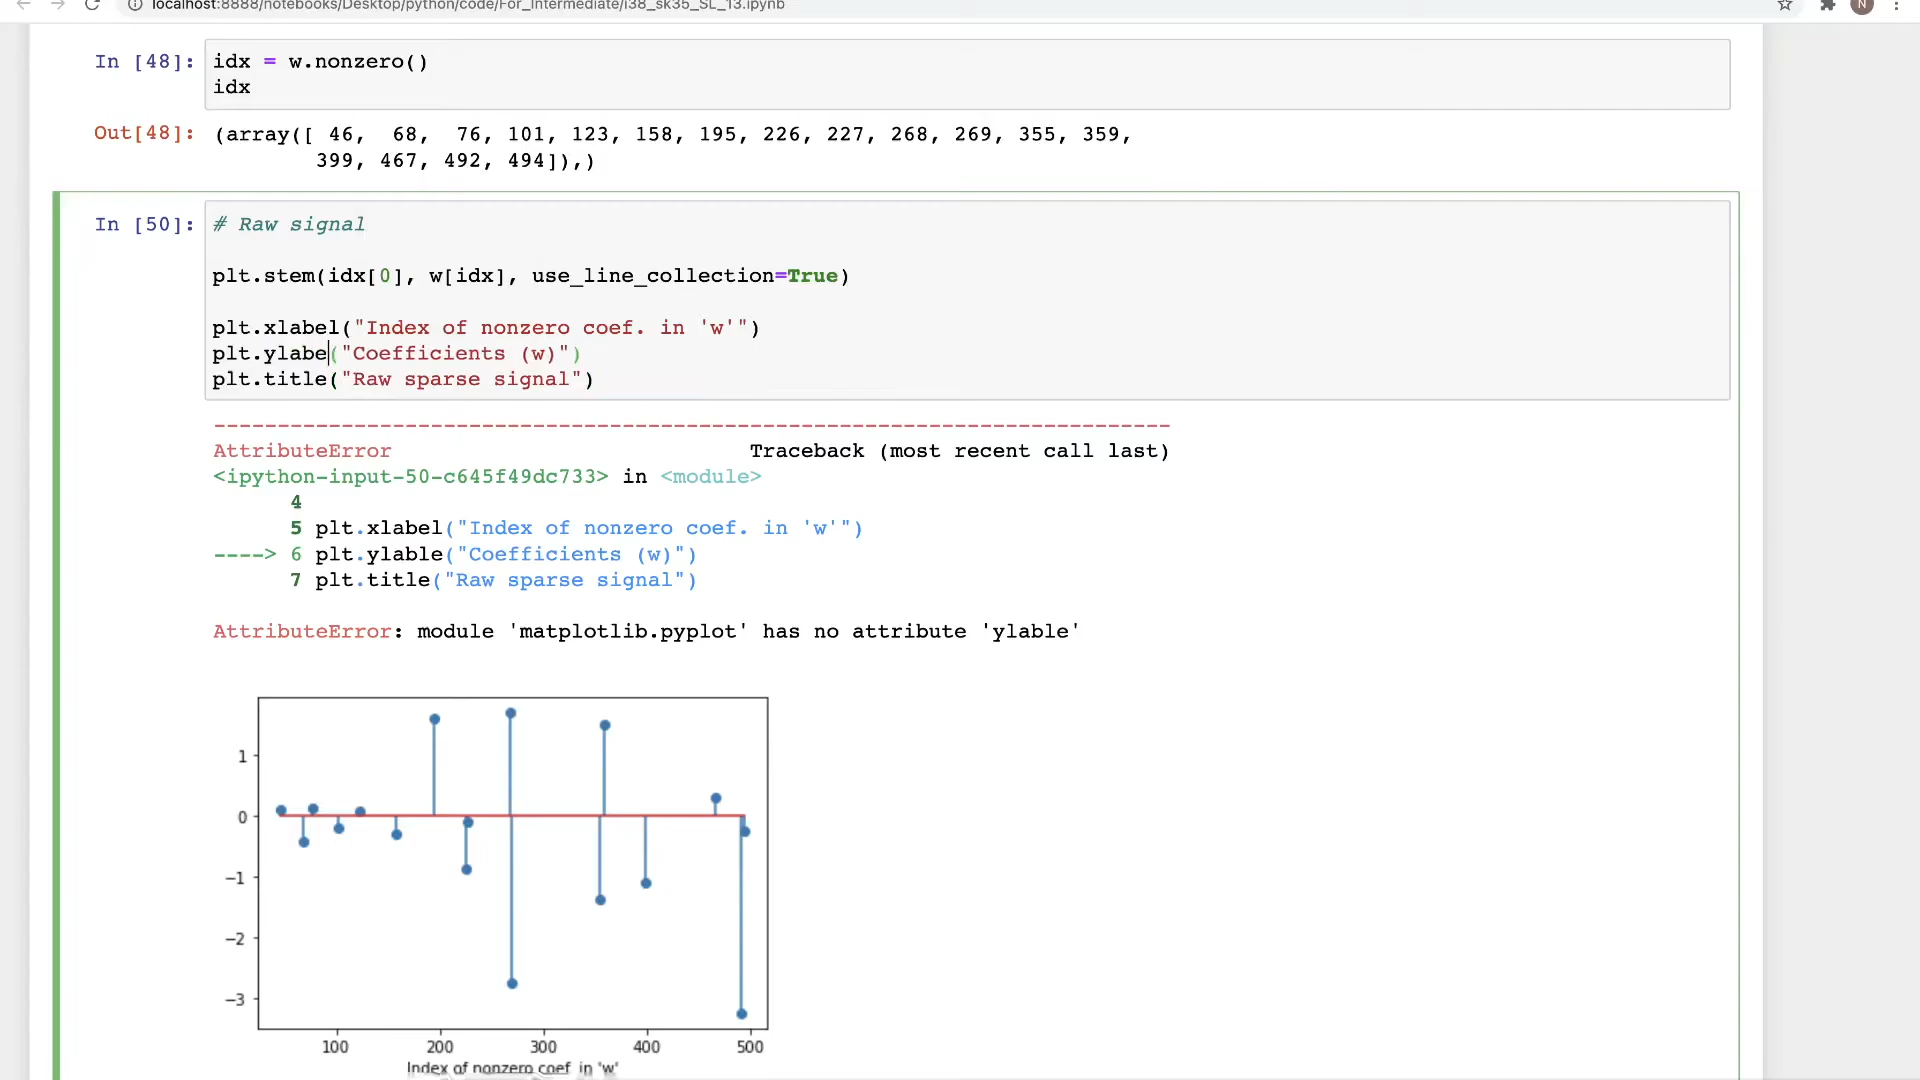 localhost:8888/notebooks/Desktop/python/code/For_Intermediate/i38_sk35_SL_13.ipynb
N
In [48]: idx = w.nonzero()
idx
Out[48]: (array([ 46,  68,  76, 101, 123, 158, 195, 226, 227, 268, 269, 355, 359,
399, 467, 492, 494]),)
In [50]: # Raw signal
plt.stem(idx[0], w[idx], use_line_collection=True)
plt.xlabel("Index of nonzero coef. in 'w'")
plt.ylabe("Coefficients (w)")
plt.title("Raw sparse signal")
---------------------------------------------------------------------------
AttributeError Traceback (most recent call last)
<ipython-input-50-c645f49dc733> in <module>
4
5 plt.xlabel("Index of nonzero coef. in 'w'")
----> 6 plt.ylable("Coefficients (w)")
7 plt.title("Raw sparse signal")
AttributeError: module 'matplotlib.pyplot' has no attribute 'ylable'
1
0
−1
−2
−3
100 200 300 400 500
Index of nonzero coef. in 'w'